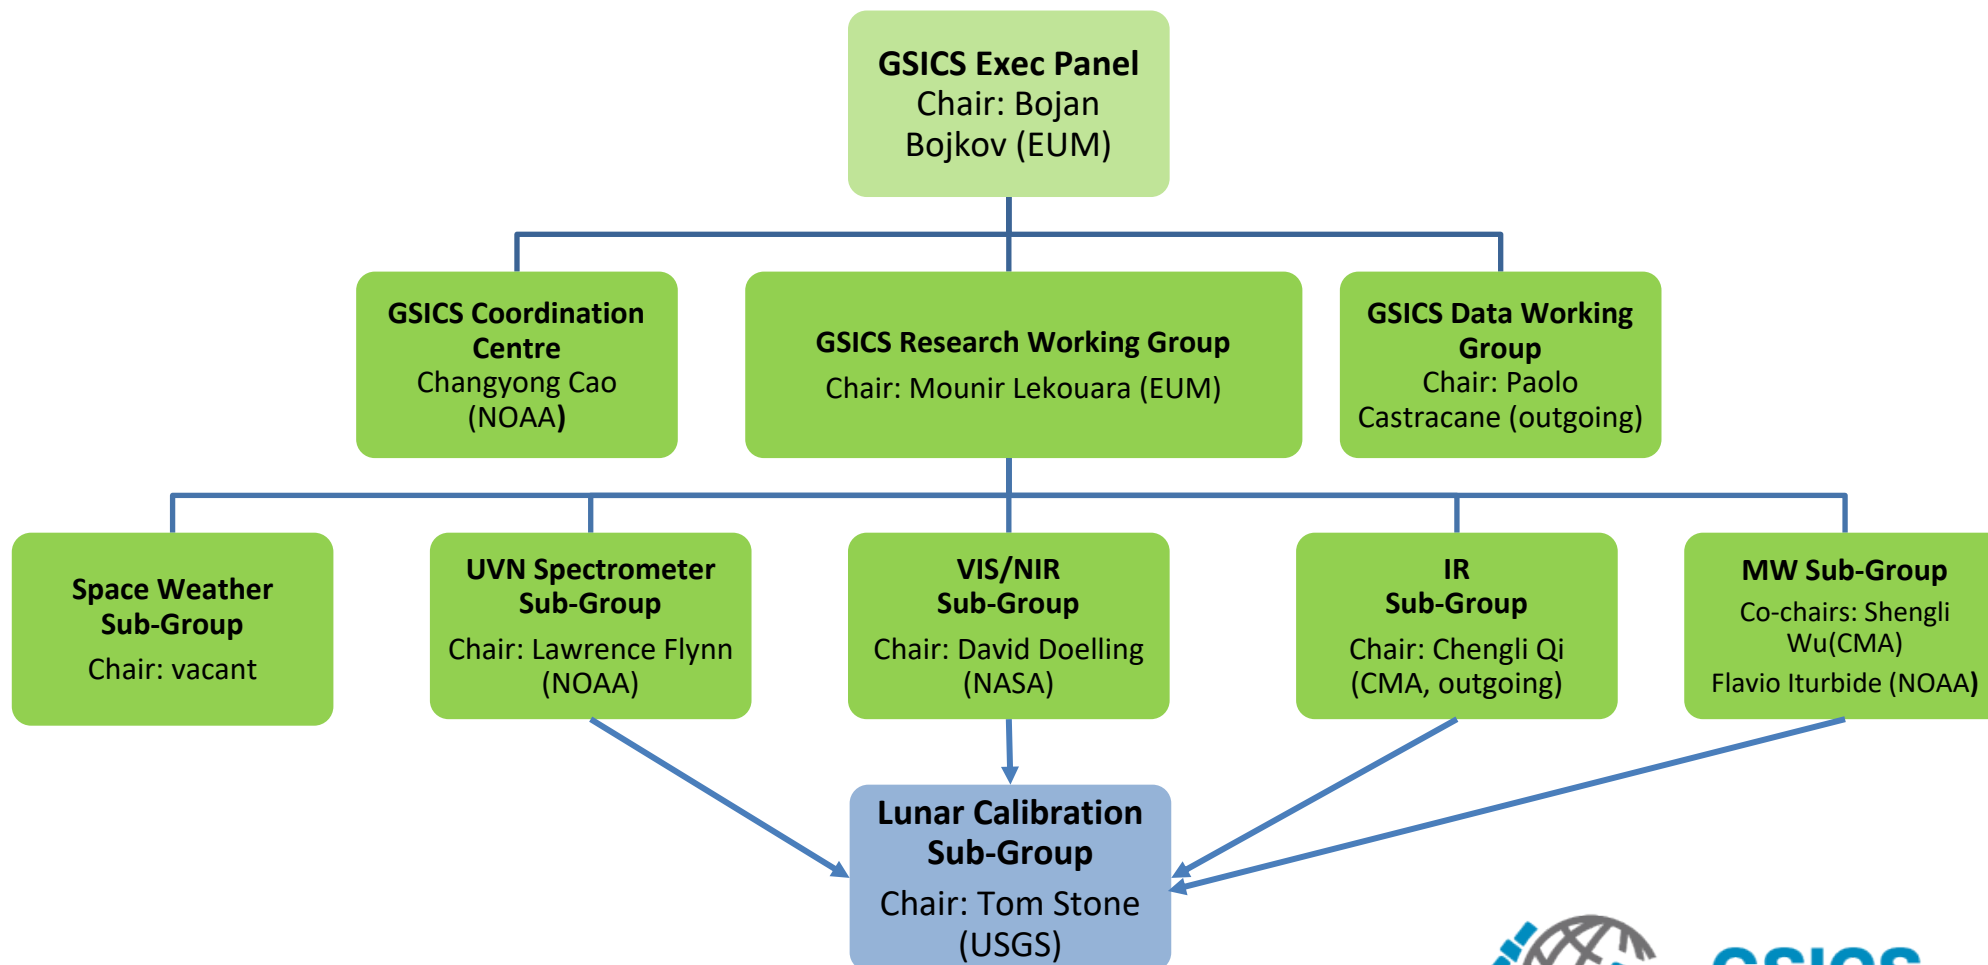 GSICS Exec Panel
Chair: Bojan
Bojkov (EUM)
GSICS Coordination
Centre
Changyong Cao
(NOAA)
GSICS Research Working Group
Chair: Mounir Lekouara (EUM)
GSICS Data Working
Group
Chair: Paolo
Castracane (outgoing)
Space Weather
Sub-Group
Chair: vacant
UVN Spectrometer
Sub-Group
Chair: Lawrence Flynn
(NOAA)
VIS/NIR
Sub-Group
Chair: David Doelling
(NASA)
IR
Sub-Group
Chair: Chengli Qi
(CMA, outgoing)
MW Sub-Group
Co-chairs: Shengli
Wu(CMA)
Flavio Iturbide (NOAA)
Lunar Calibration
Sub-Group
Chair: Tom Stone
(USGS)
GSICS